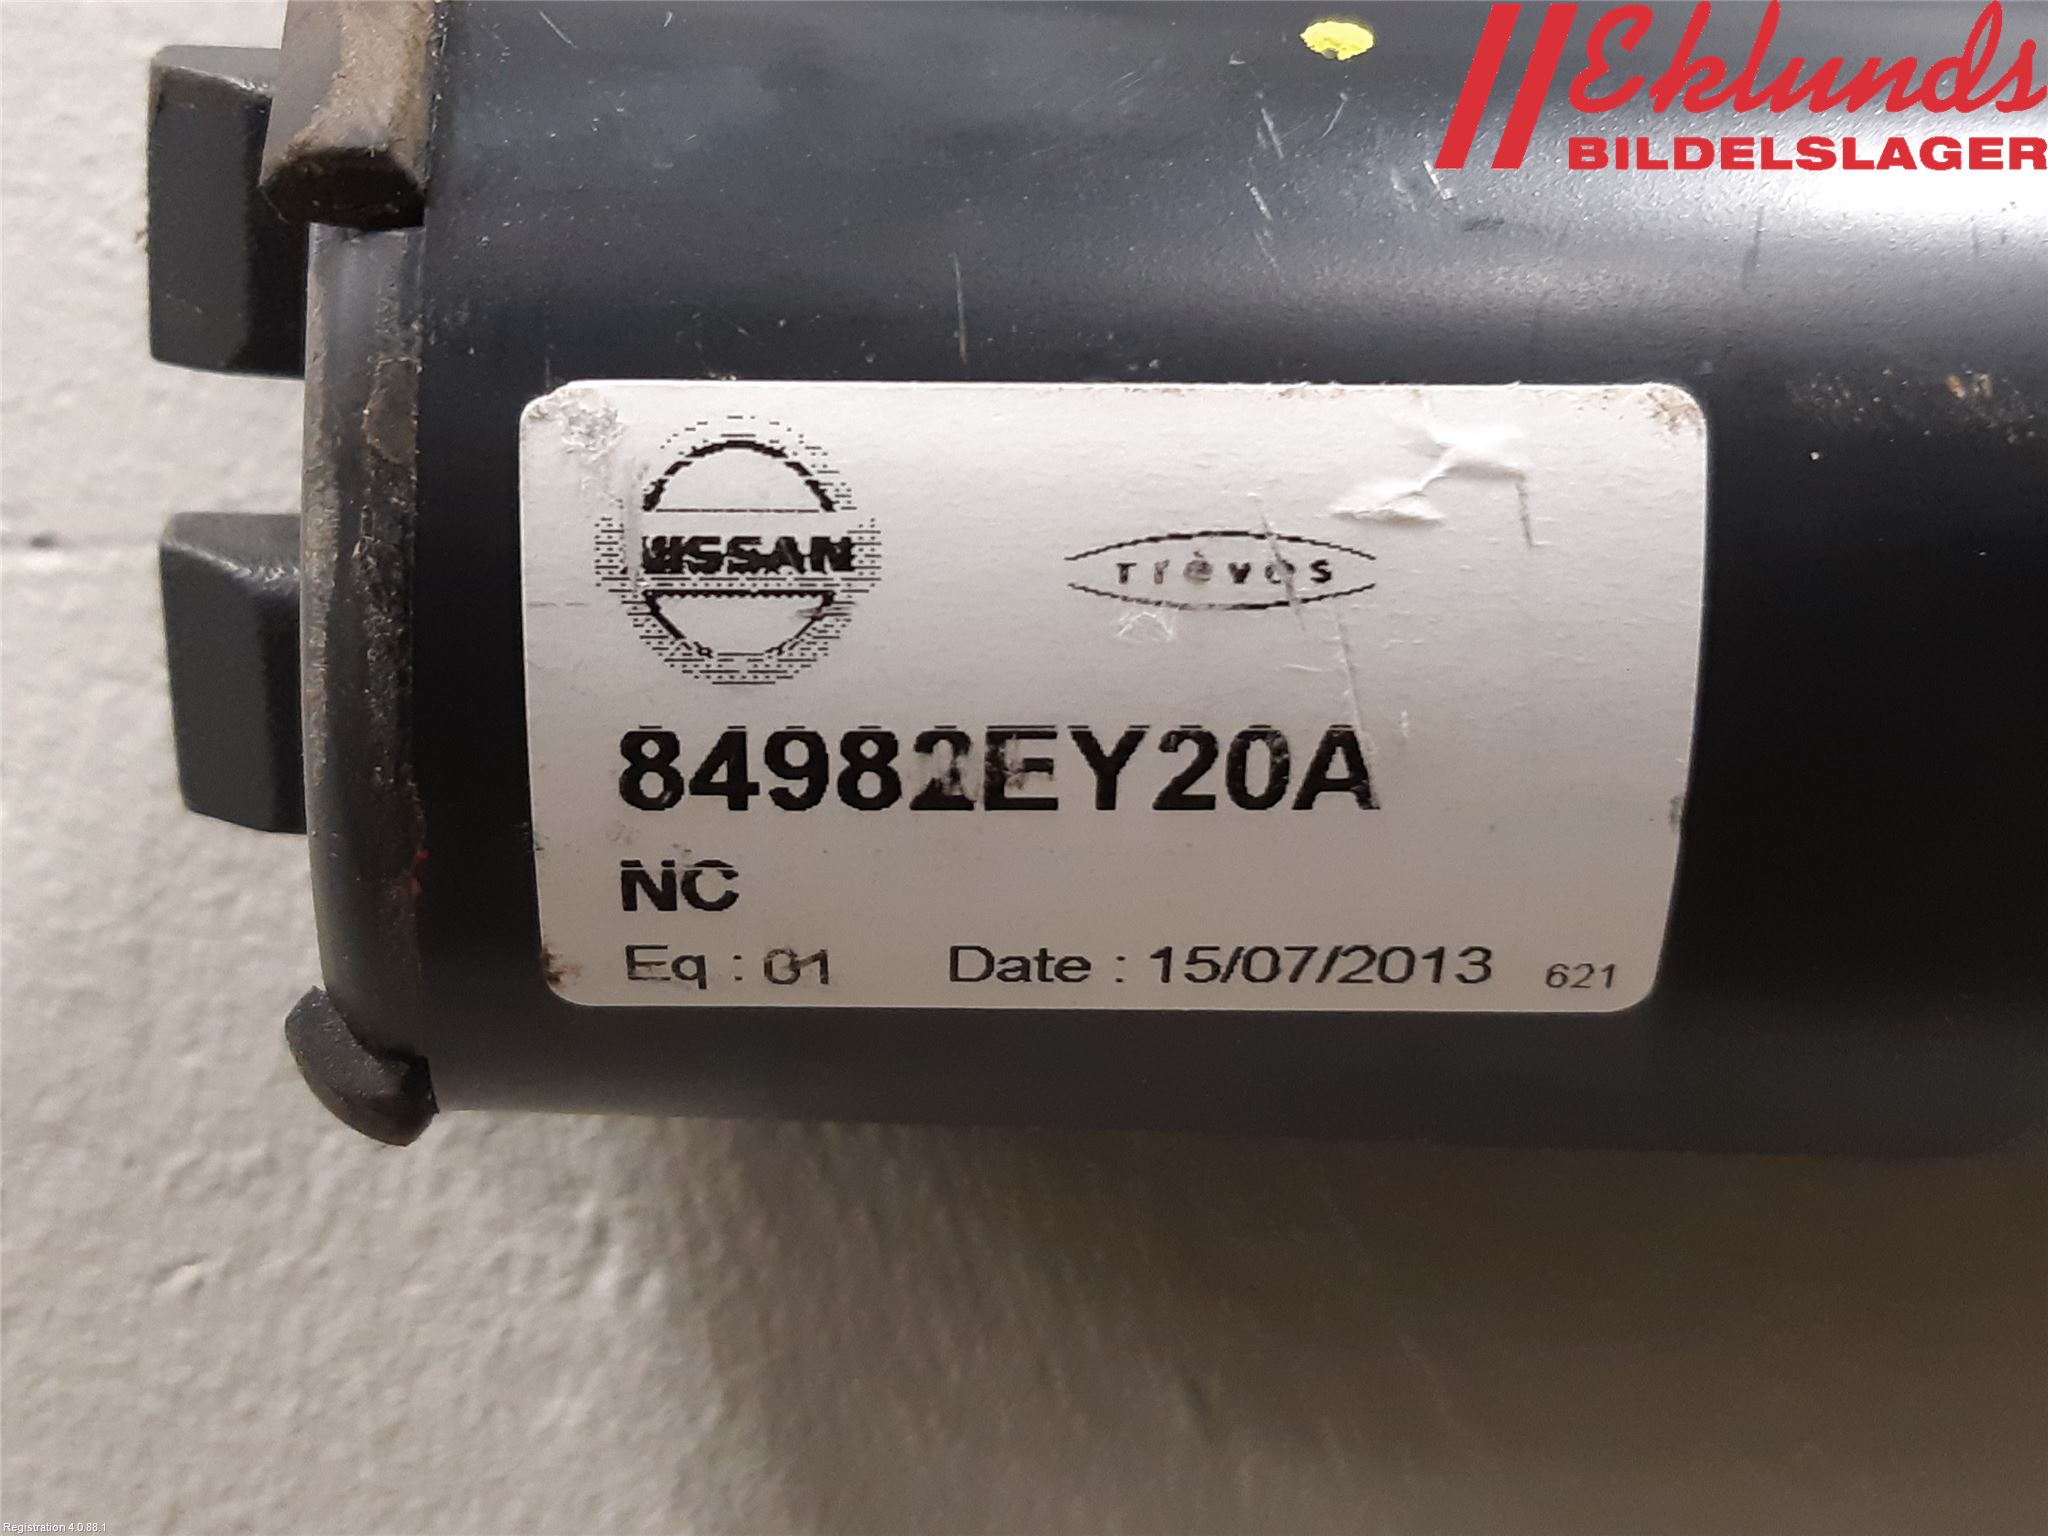 Eklunds
BILDELSLAGER
NISSAN
Trèves
84982EY20A
NC
Eq : 01 Date : 15/07/2013 621
Registration 4.0.88.1